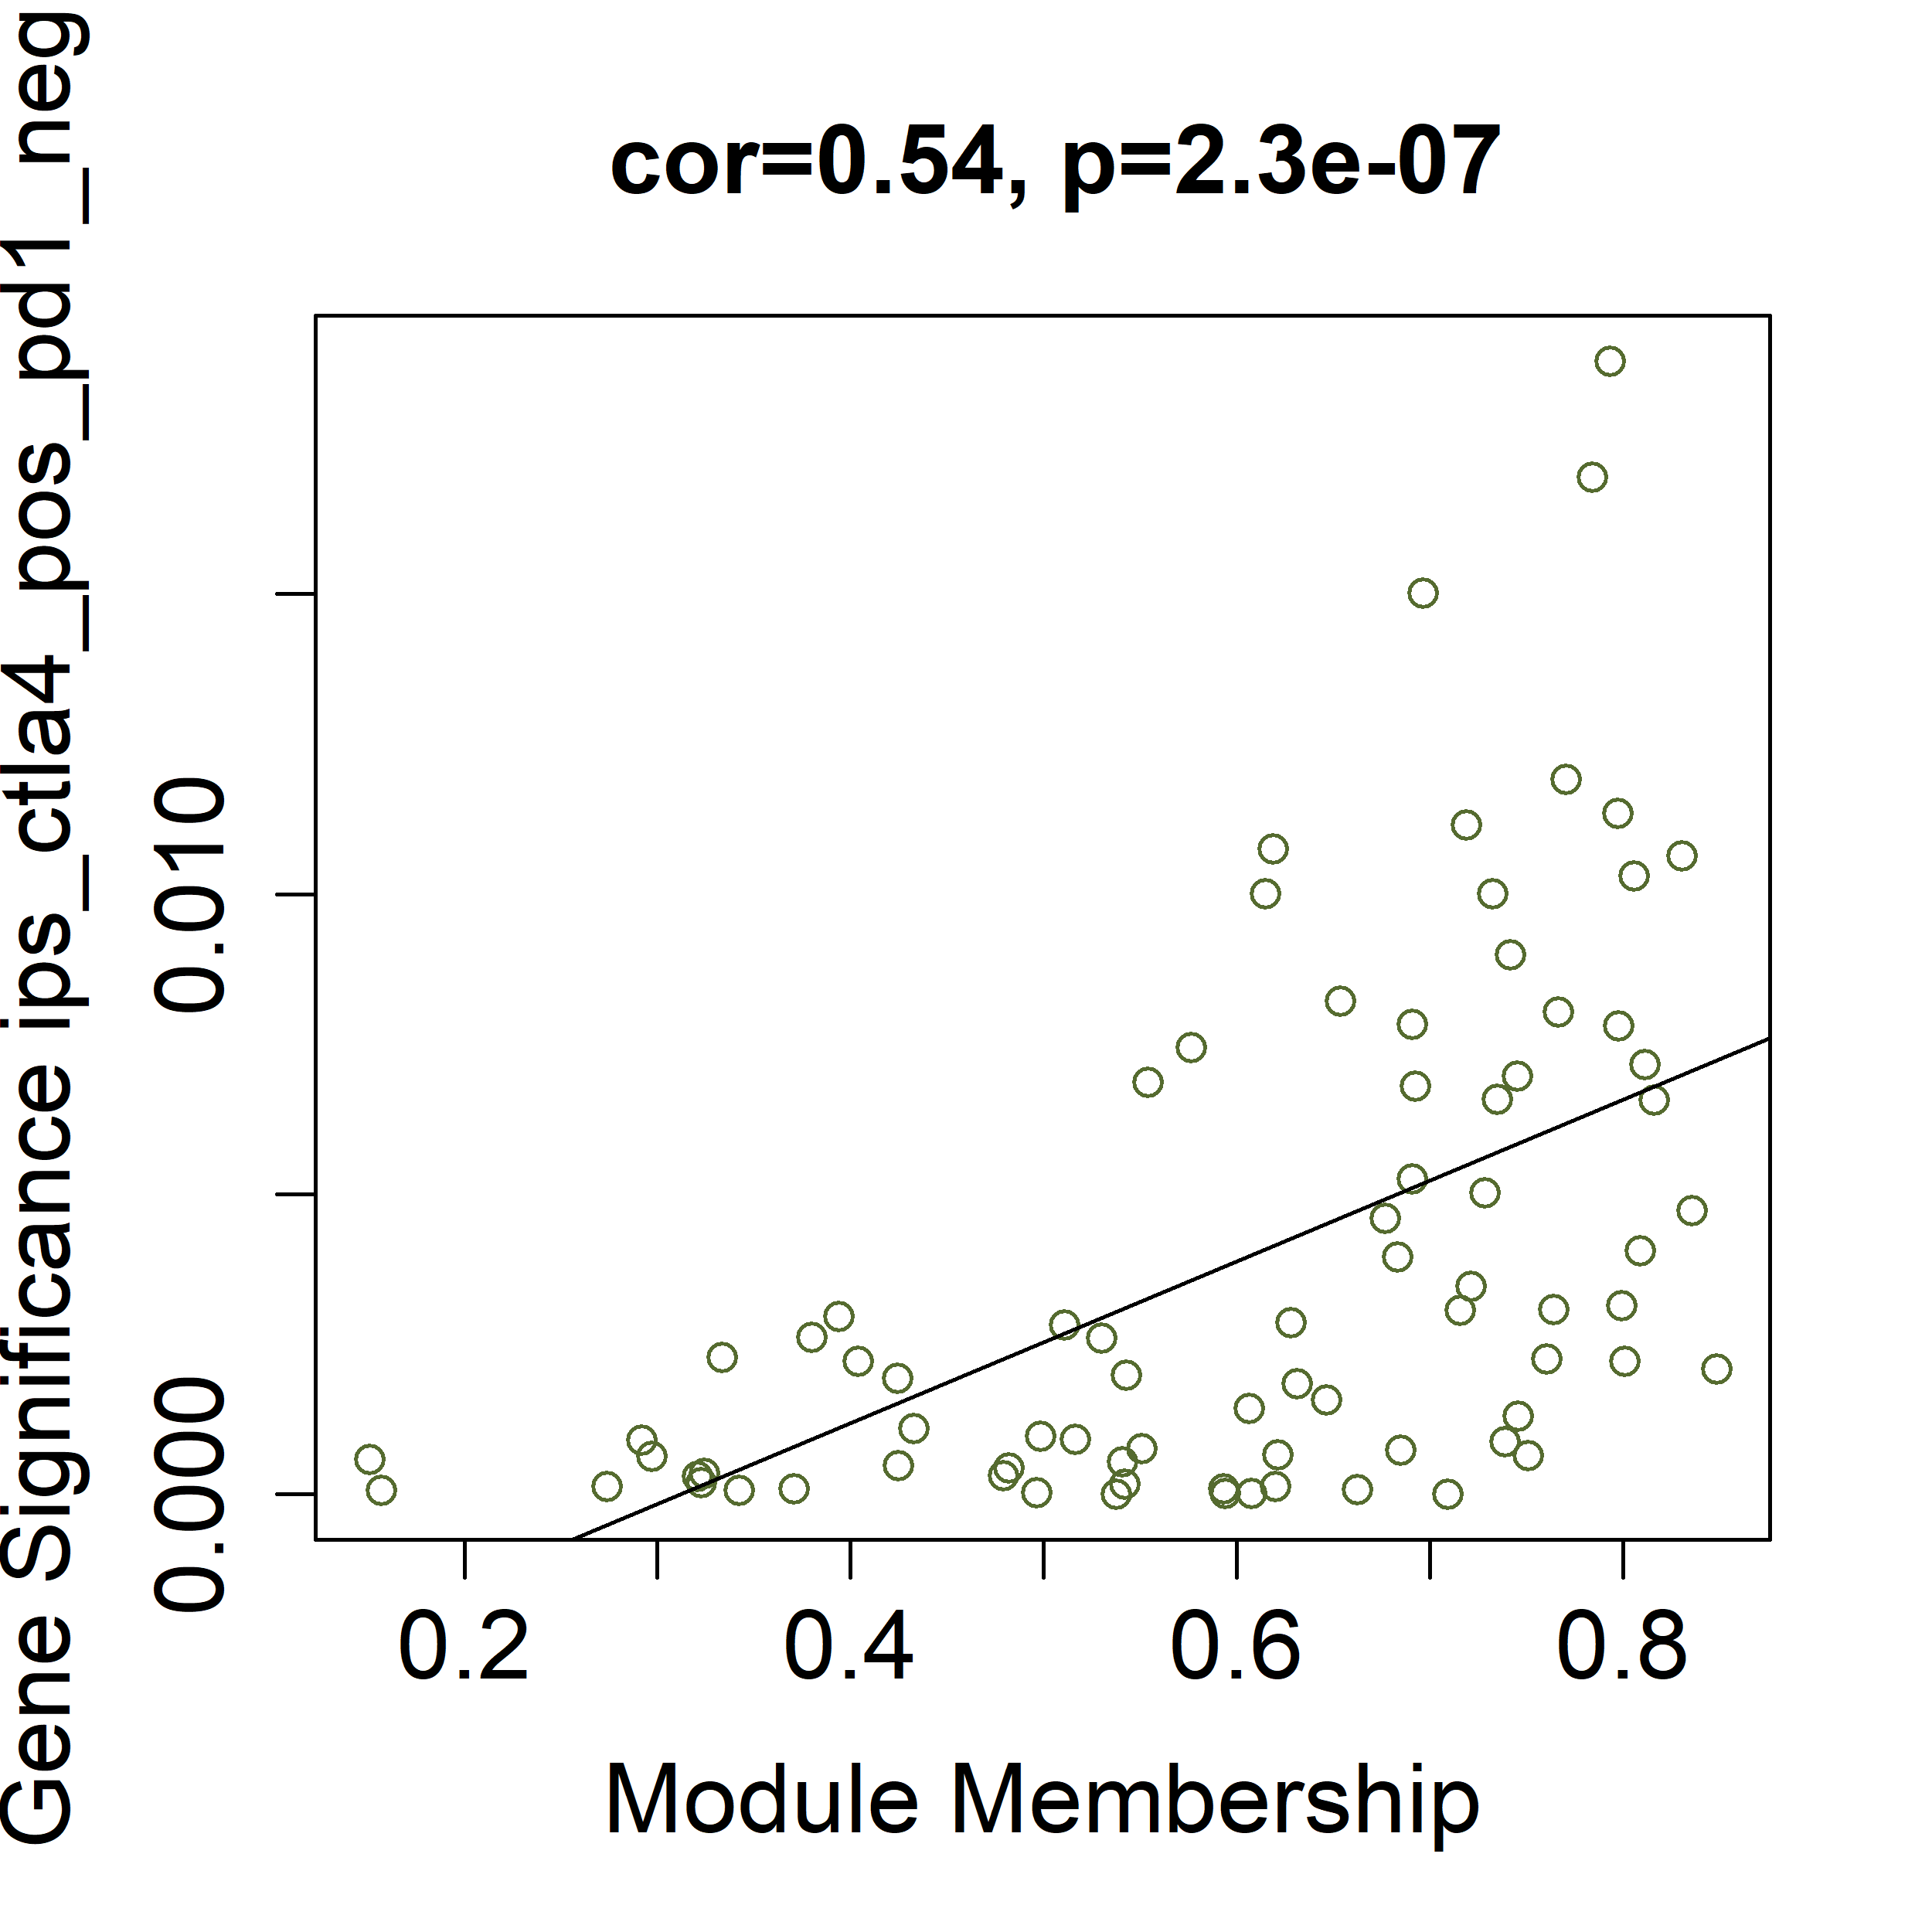 cor=0.54, p=2.3e-07
Gene Significance ips_ctla4_pos_pd1_neg
0.010
0.000
0.2 0.4 0.6 0.8
Module Membership